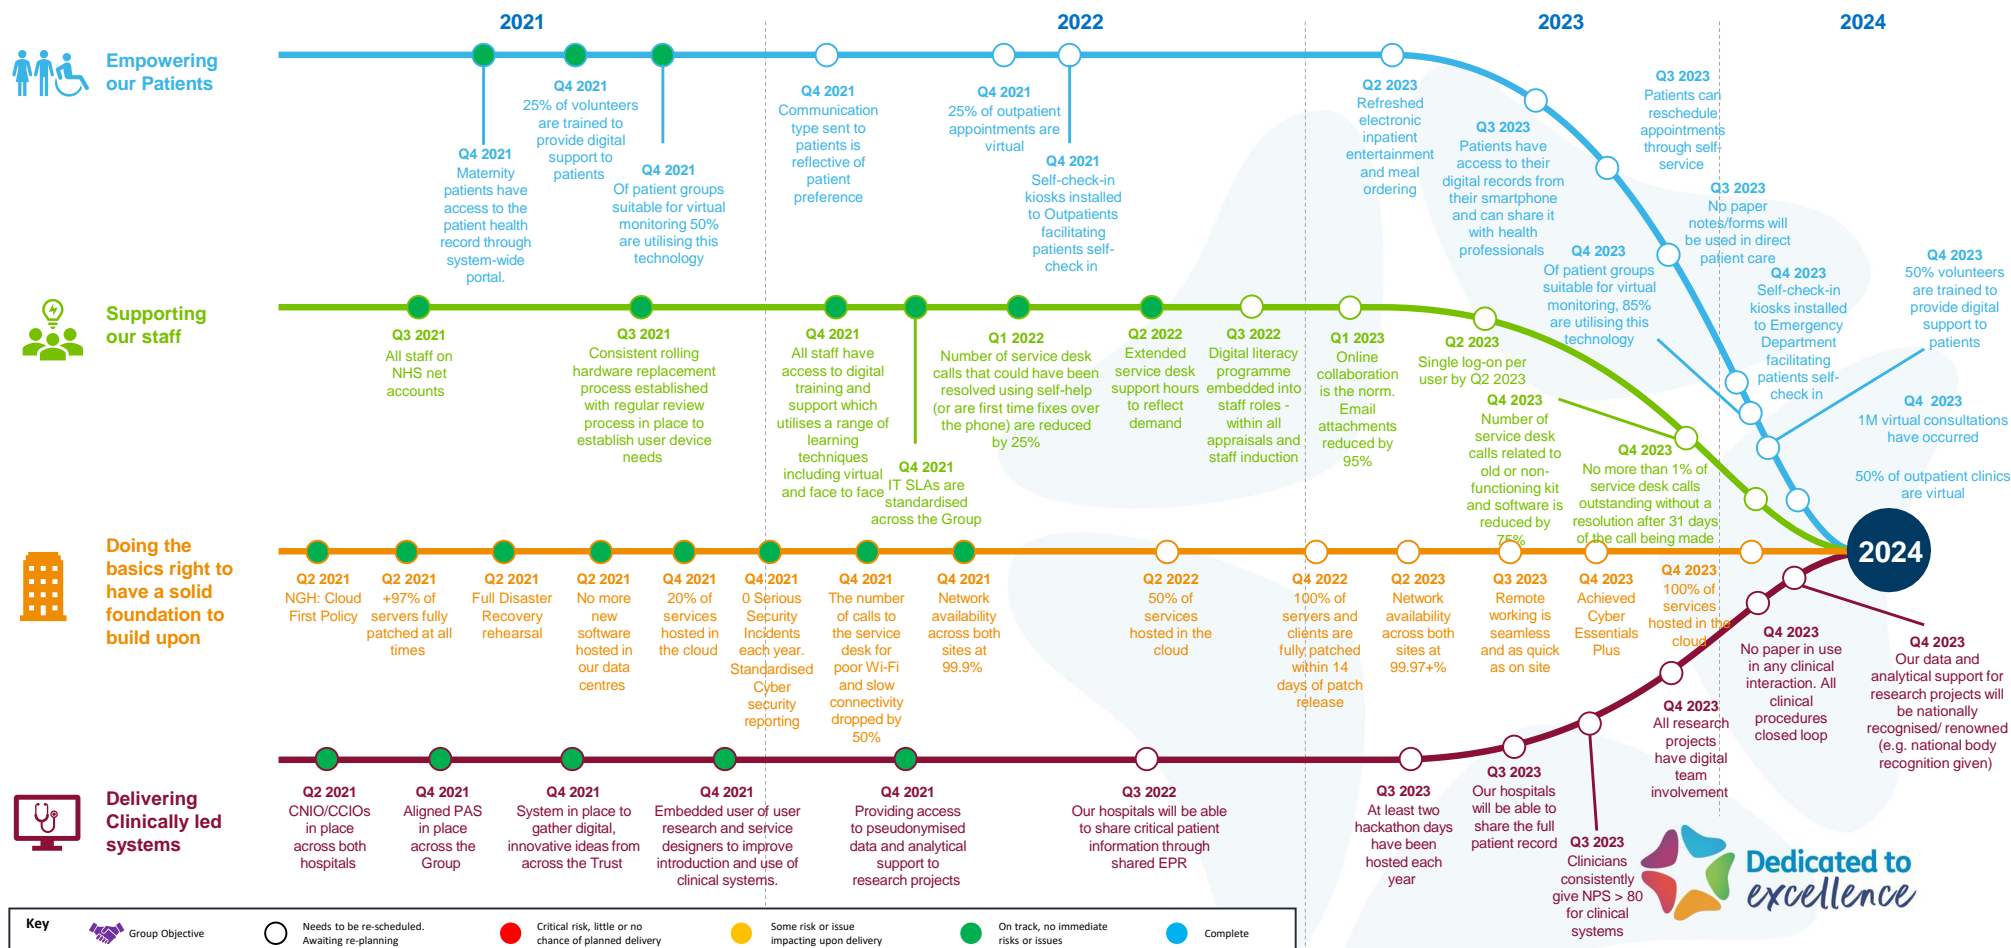 2021
2022
2023
2024
Empowering
our Patients
Q4 2021
Maternity
patients have
access to the
patient health
record through
system-wide
portal.
Q4 2021
25% of volunteers
are trained to
provide digital
support to
patients
Q4 2021
Of patient groups
suitable for virtual
monitoring 50%
are utilising this
technology
Q4 2021
Communication
type sent to
patients is
reflective of
patient
preference
Q4 2021
25% of outpatient
appointments are
virtual
Q4 2021
Self-check-in
kiosks installed
to Outpatients
facilitating
patients self-
check in
Q2 2023
Refreshed
electronic
inpatient
entertainment
and meal
ordering
Q3 2023
Patients have
access to their
digital records from
their smartphone
and can share it
with health
professionals
Q3 2023
Patients can
reschedule
appointments
through self-
service
Q3 2023
No paper
notes/forms will
be used in direct
patient care
Q4 2023
Of patient groups
suitable for virtual
monitoring, 85%
are utilising this
technology
Q4 2023
Self-check-in
kiosks installed
to Emergency
Department
facilitating
patients self-
check in
Q4 2023
50% volunteers
are trained to
provide digital
support to
patients
Q4 2023
1M virtual consultations
have occurred
50% of outpatient clinics
are virtual
Supporting
our staff
Q3 2021
All staff on
NHS net
accounts
Q3 2021
Consistent rolling
hardware replacement
process established
with regular review
process in place to
establish user device
needs
Q4 2021
All staff have
access to digital
training and
support which
utilises a range of
learning
techniques
including virtual
and face to face
Q4 2021
IT SLAs are
standardised
across the Group
Q1 2022
Number of service desk
calls that could have been
resolved using self-help
(or are first time fixes over
the phone) are reduced
by 25%
Q2 2022
Extended
service desk
support hours
to reflect
demand
Q3 2022
Digital literacy
programme
embedded into
staff roles -
within all
appraisals and
staff induction
Q1 2023
Online
collaboration
is the norm.
Email
attachments
reduced by
95%
Q2 2023
Single log-on per
user by Q2 2023
Q4 2023
Number of
service desk
calls related to
old or non-
functioning kit
and software is
reduced by
75%
Q4 2023
No more than 1% of
service desk calls
outstanding without a
resolution after 31 days
of the call being made
2024
Doing the
basics right to
have a solid
foundation to
build upon
Q2 2021
NGH: Cloud
First Policy
Q2 2021
+97% of
servers fully
patched at all
times
Q2 2021
Full Disaster
Recovery
rehearsal
Q2 2021
No more
new
software
hosted in
our data
centres
Q4 2021
20% of
services
hosted in
the cloud
Q4 2021
0 Serious
Security
Incidents
each year.
Standardised
Cyber
security
reporting
Q4 2021
The number
of calls to
the service
desk for
poor Wi-Fi
and slow
connectivity
dropped by
50%
Q4 2021
Network
availability
across both
sites at
99.9%
Q2 2022
50% of
services
hosted in the
cloud
Q4 2022
100% of
servers and
clients are
fully patched
within 14
days of patch
release
Q2 2023
Network
availability
across both
sites at
99.97+%
Q3 2023
Remote
working is
seamless
and as quick
as on site
Q4 2023
Achieved
Cyber
Essentials
Plus
Q4 2023
100% of
services
hosted in the
cloud
Delivering
Clinically led
systems
Q2 2021
CNIO/CCIOs
in place
across both
hospitals
Q4 2021
Aligned PAS
in place
across the
Group
Q4 2021
System in place to
gather digital,
innovative ideas from
across the Trust
Q4 2021
Embedded user of user
research and service
designers to improve
introduction and use of
clinical systems.
Q4 2021
Providing access
to pseudonymised
data and analytical
support to
research projects
Q3 2022
Our hospitals will be able
to share critical patient
information through
shared EPR
Q3 2023
At least two
hackathon days
have been
hosted each
year
Q3 2023
Our hospitals
will be able to
share the full
patient record
Q3 2023
Clinicians
consistently
give NPS > 80
for clinical
systems
Q4 2023
All research
projects
have digital
team
involvement
Q4 2023
No paper in use
in any clinical
interaction. All
clinical
procedures
closed loop
Q4 2023
Our data and
analytical support for
research projects will
be nationally
recognised/ renowned
(e.g. national body
recognition given)
Dedicated to
excellence
Key
Group Objective
Needs to be re-scheduled.
Awaiting re-planning
Critical risk, little or no
chance of planned delivery
Some risk or issue
impacting upon delivery
On track, no immediate
risks or issues
Complete